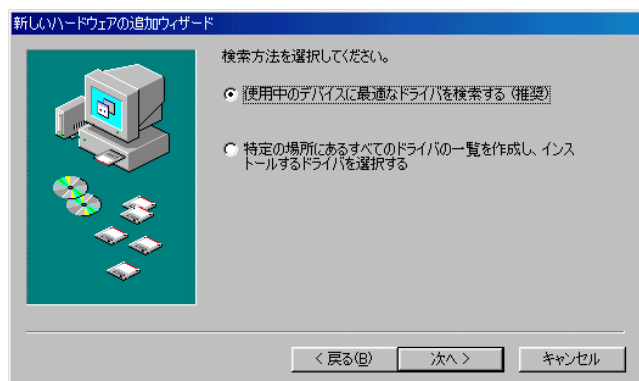 新しいハードウェアの追加ウィザード
検索方法を選択してください。
使用中のデバイスに最適なドライバを検索する (推奨)
特定の場所にあるすべてのドライバの一覧を作成し、インス
トールするドライバを選択する
< 戻る(B)
次へ >
キャンセル